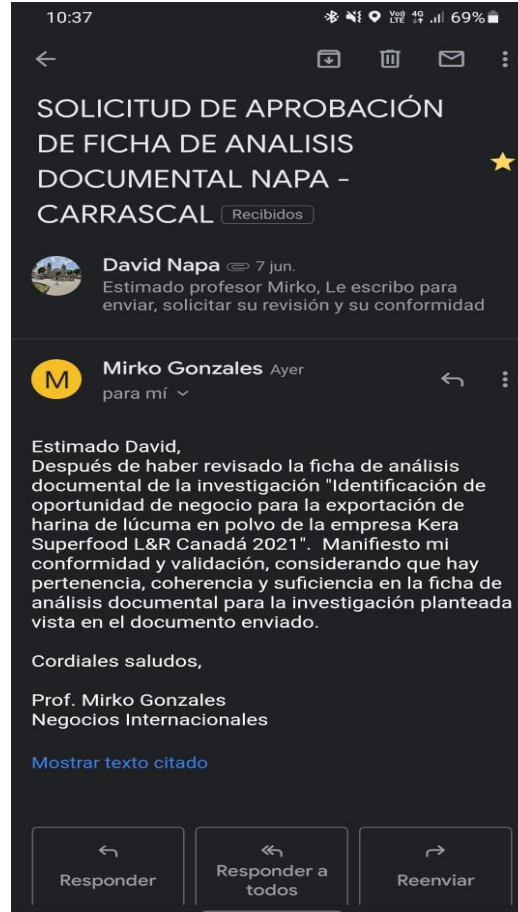 10:37
Vo)) LTE 4G 69%
SOLICITUD DE APROBACIÓN
DE FICHA DE ANALISIS
DOCUMENTAL NAPA -
CARRASCAL Recibidos
David Napa 7 jun.
Estimado profesor Mirko, Le escribo para
enviar, solicitar su revisión y su conformidad
M
Mirko Gonzales Ayer
para mí
Estimado David,
Después de haber revisado la ficha de análisis
documental de la investigación "Identificación de
oportunidad de negocio para la exportación de
harina de lúcuma en polvo de la empresa Kera
Superfood L&R Canadá 2021". Manifiesto mi
conformidad y validación, considerando que hay
pertenencia, coherencia y suficiencia en la ficha de
análisis documental para la investigación planteada
vista en el documento enviado.
Cordiales saludos,
Prof. Mirko Gonzales
Negocios Internacionales
Mostrar texto citado
Responder
Responder a
todos
Reenviar